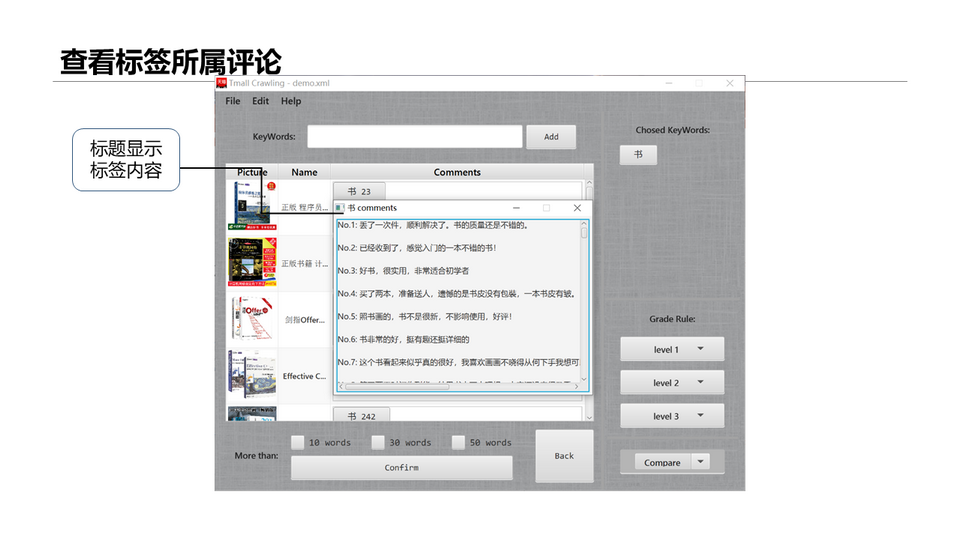 查看标签所属评论
标题显示
标签内容
Tmall Crawling - demo.xml
File Edit Help
KeyWords:
Add
Chosed KeyWords:
书
Picture Name Comments
书 23
正版 程序员...
书 comments
No.1: 丢了一次件，顺利解决了。书的质量还是不错的。
No.2: 已经收到了，感觉入门的一本不错的书！
正版书籍 计...
No.3: 好书，很实用，非常适合初学者
No.4: 买了两本，准备送人，遗憾的是书皮没有包装，一本书皮有皱。
No.5: 照书画的，书不是很新，不影响使用，好评！
剑指Offer...
No.6: 书非常的好，挺有趣还挺详细的
No.7: 这个书看起来似乎真的很好，我喜欢画画不晓得从何下手我想可
Effective C...
书 242
Grade Rule:
level 1
level 2
level 3
Compare
More than:
10 words 30 words 50 words
Confirm
Back